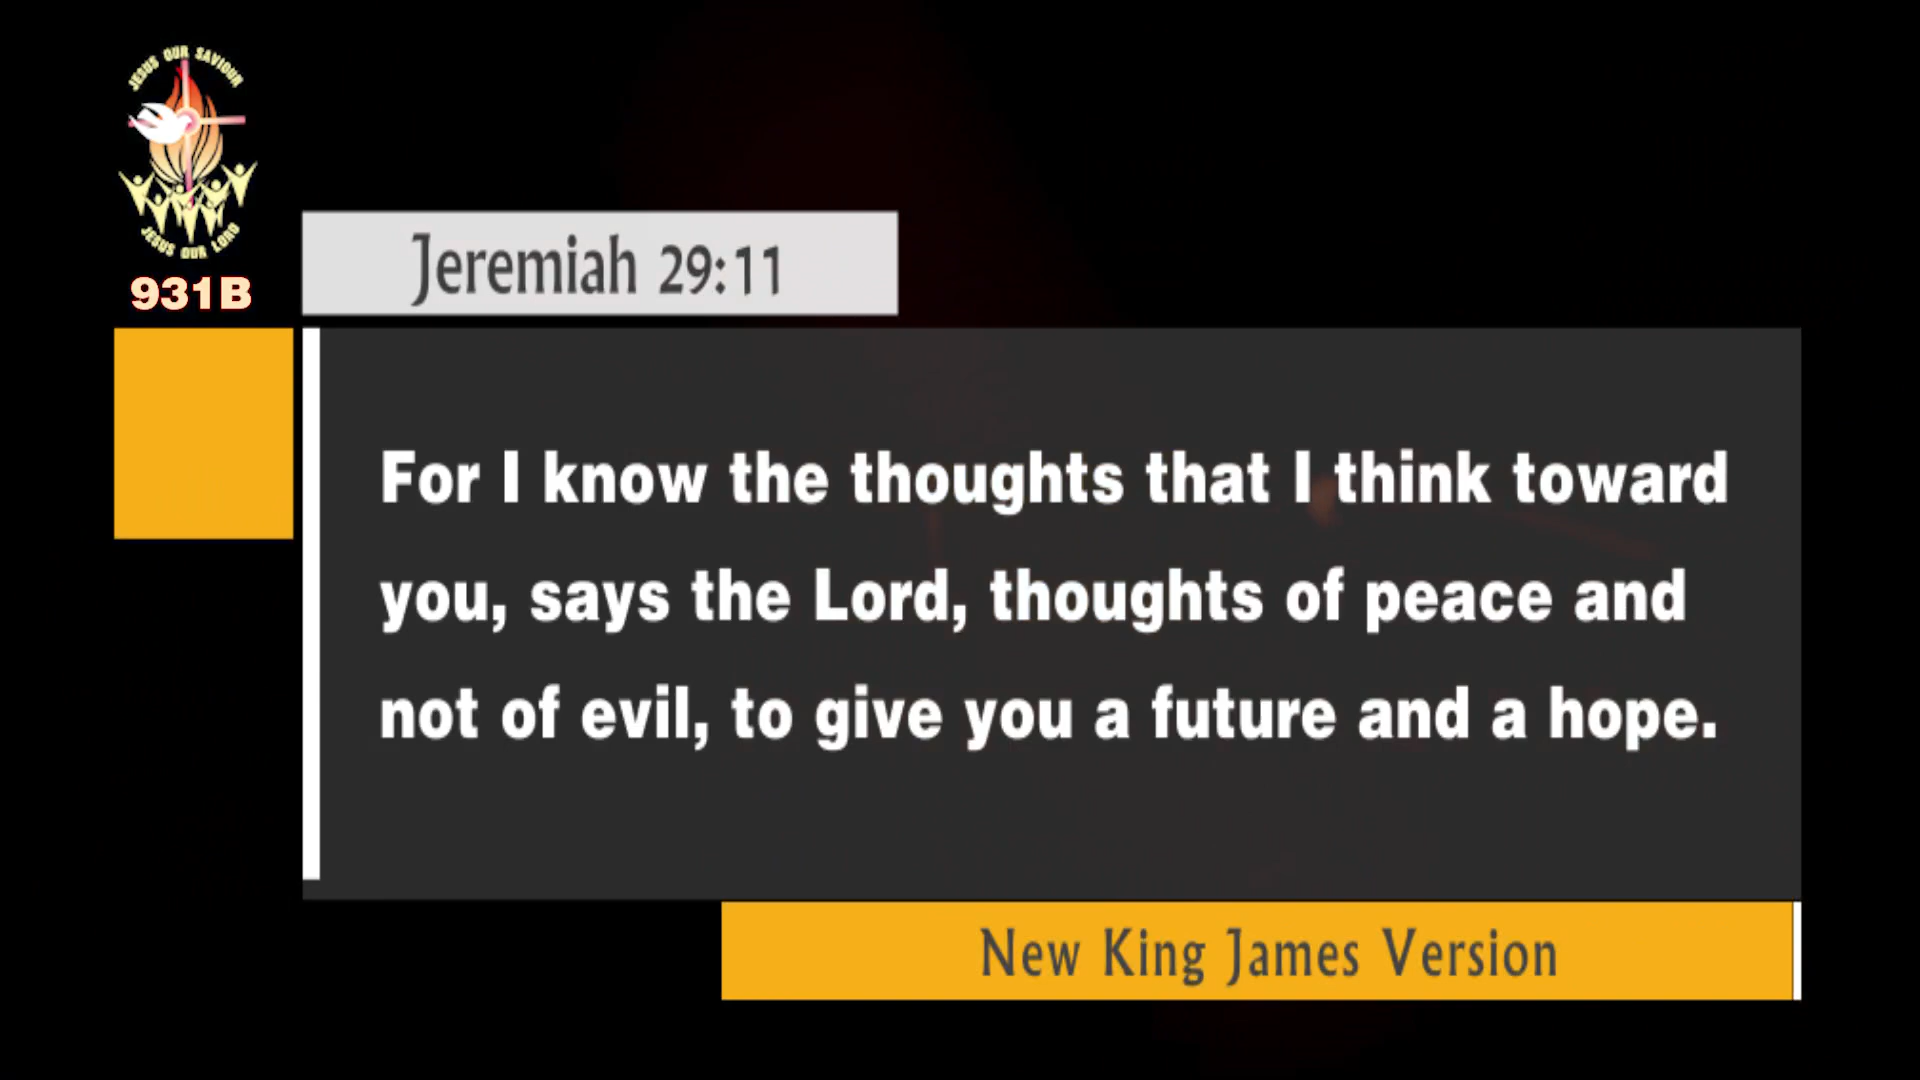 JESUS OUR SAVIOUR
JESUS OUR LORD
931B
Jeremiah 29:11
For I know the thoughts that I think toward
you, says the Lord, thoughts of peace and
not of evil, to give you a future and a hope.
New King James Version